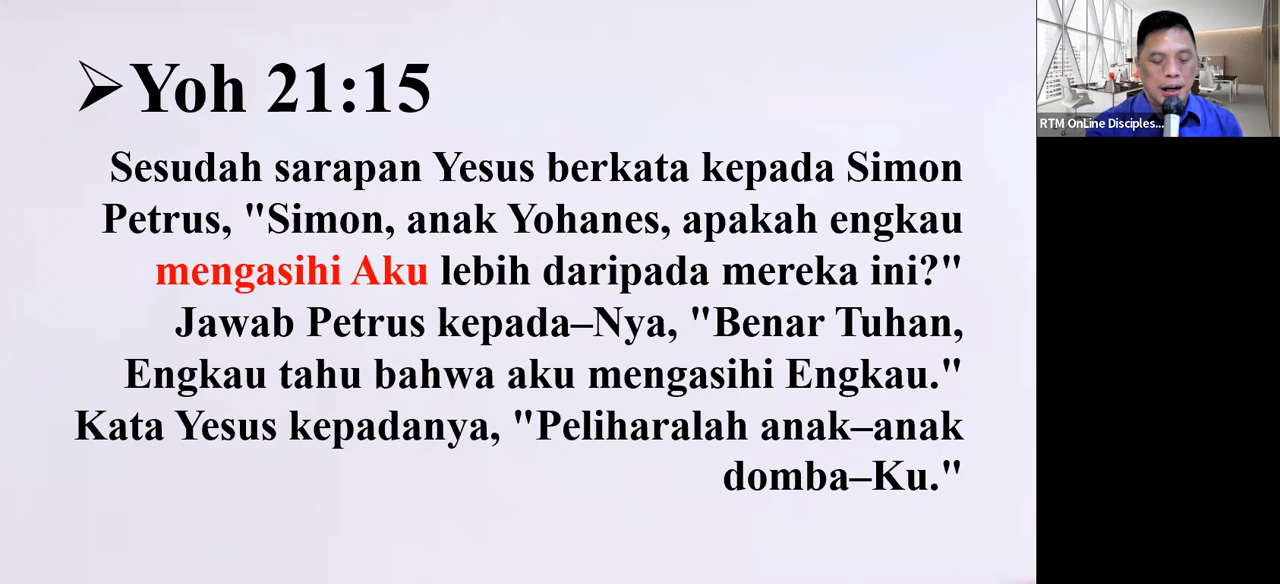 Yoh 21:15
Sesudah sarapan Yesus berkata kepada Simon
Petrus, "Simon, anak Yohanes, apakah engkau
mengasihi Aku lebih daripada mereka ini?"
Jawab Petrus kepada–Nya, "Benar Tuhan,
Engkau tahu bahwa aku mengasihi Engkau."
Kata Yesus kepadanya, "Peliharalah anak–anak
domba–Ku."
RTM OnLine Disciples...